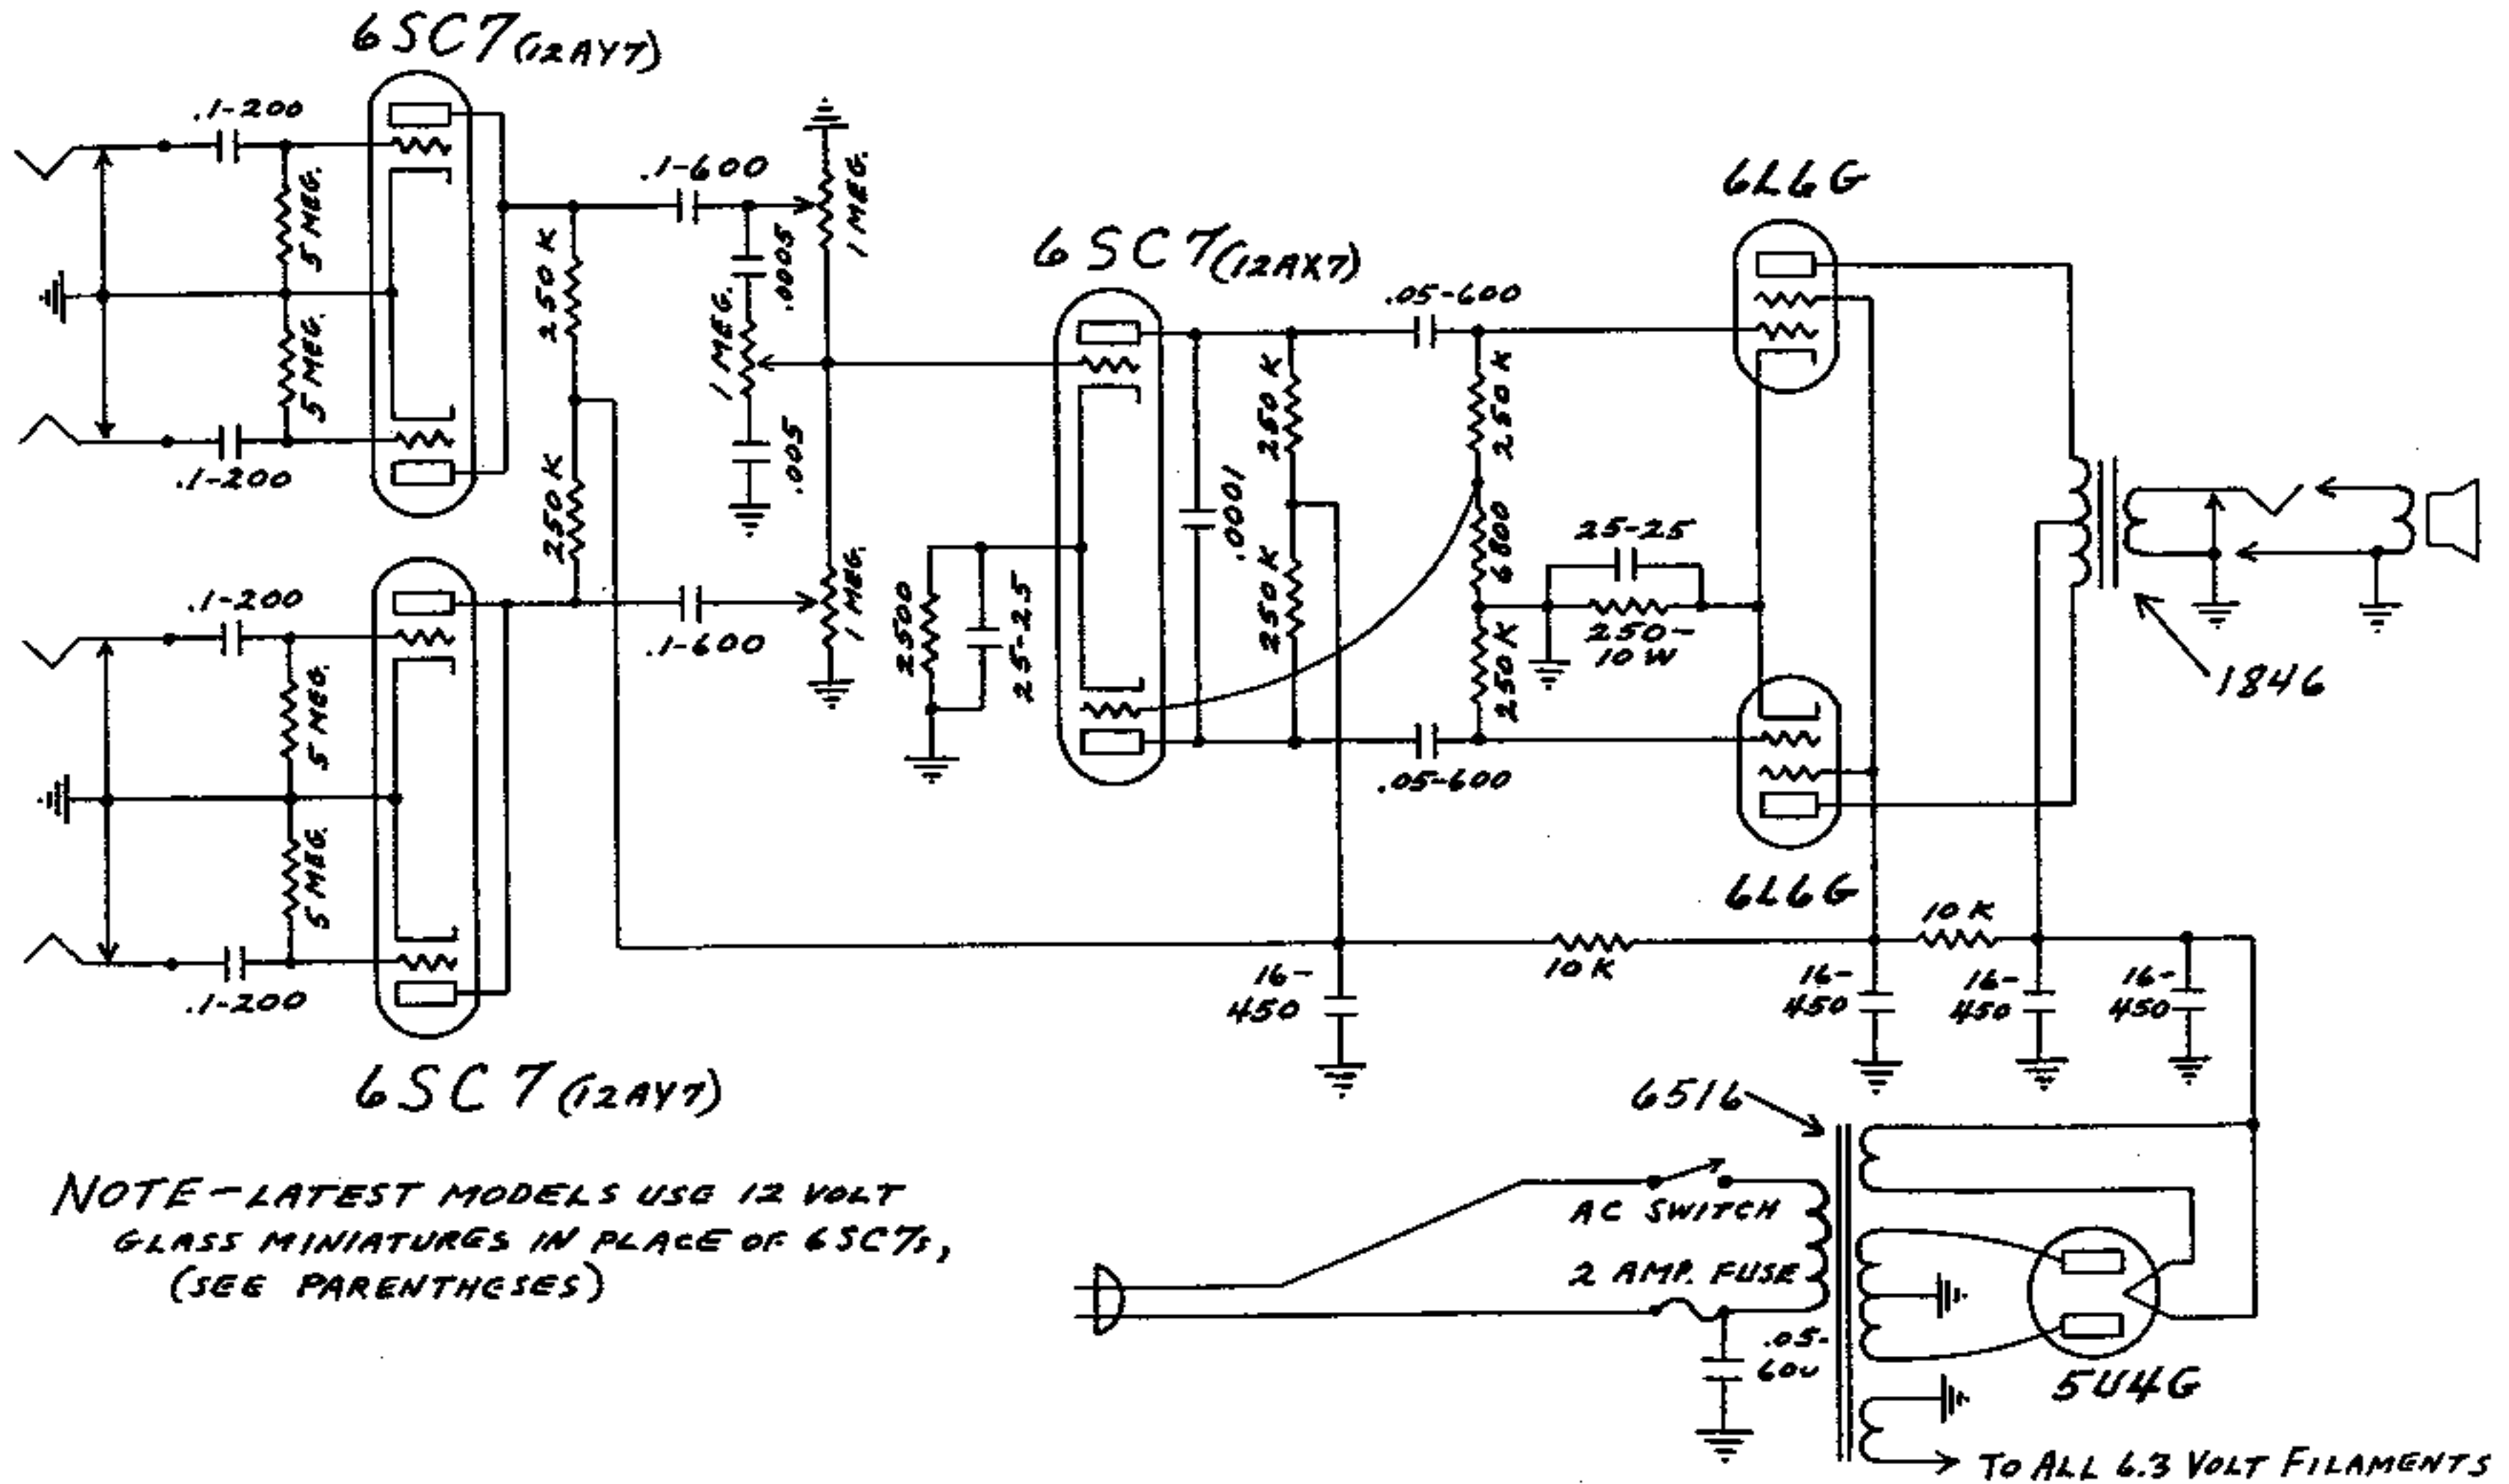 6SC7 (12AY7)
.1-200
5 MEG.
5 MEG.
.1-200
250 K
250 K
.1-600
1 MEG.
.0005
1 MEG.
.005
1 MEG.
.1-600
.1-200
5 MEG.
5 MEG.
.1-200
6SC7 (12AY7)
6SC7 (12AX7)
2500
25-25
.0001
250 K
250 K
.05-600
250 K
6800
250 K
.05-600
25-25
250-
10 W
6L6G
6L6G
1846
10 K
10 K
16-
450
16-
450
16-
450
16-
450
6516
AC SWITCH
2 AMP. FUSE
.05-
600
5U4G
TO ALL 6.3 VOLT FILAMENTS
NOTE - LATEST MODELS USE 12 VOLT
GLASS MINIATURES IN PLACE OF 6SC7s,
(SEE PARENTHESES)